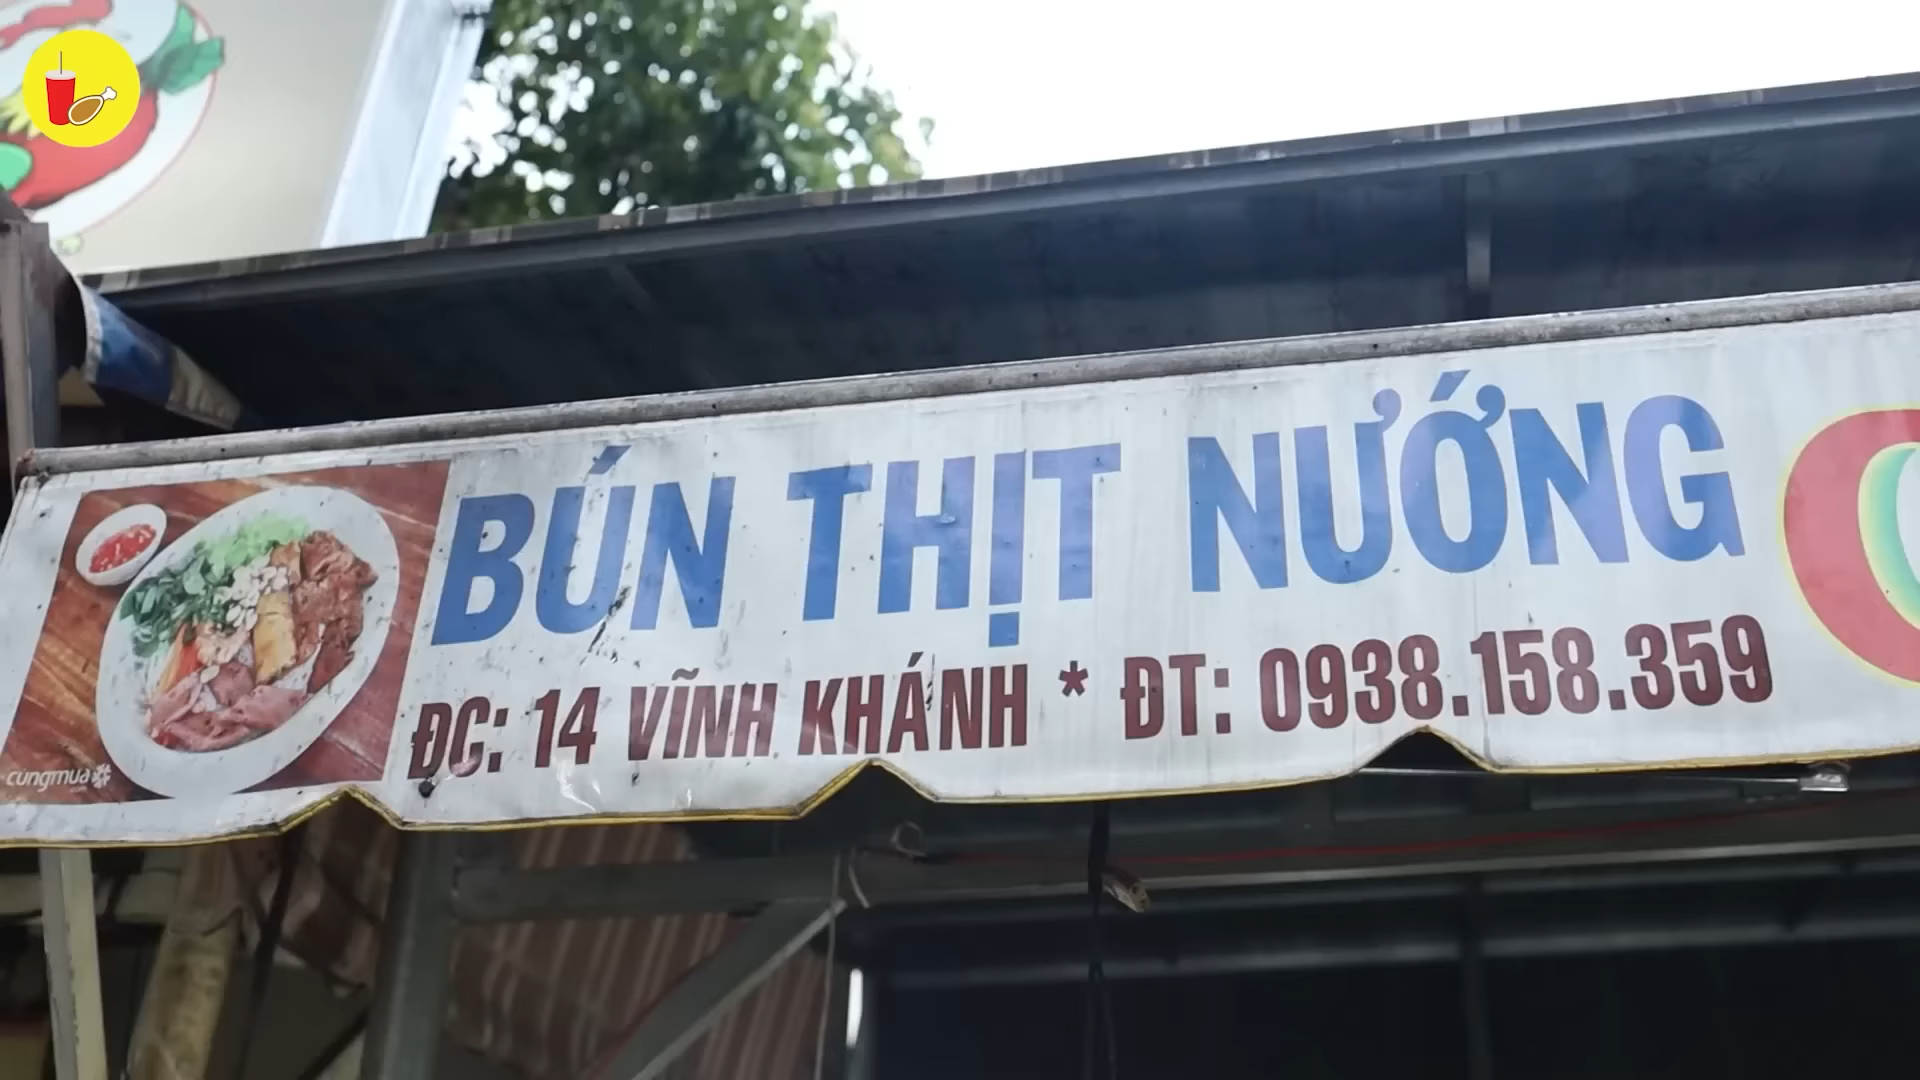 BÚN THỊT NƯỚNG
ĐC: 14 VĨNH KHÁNH * ĐT: 0938.158.359
cùngmua